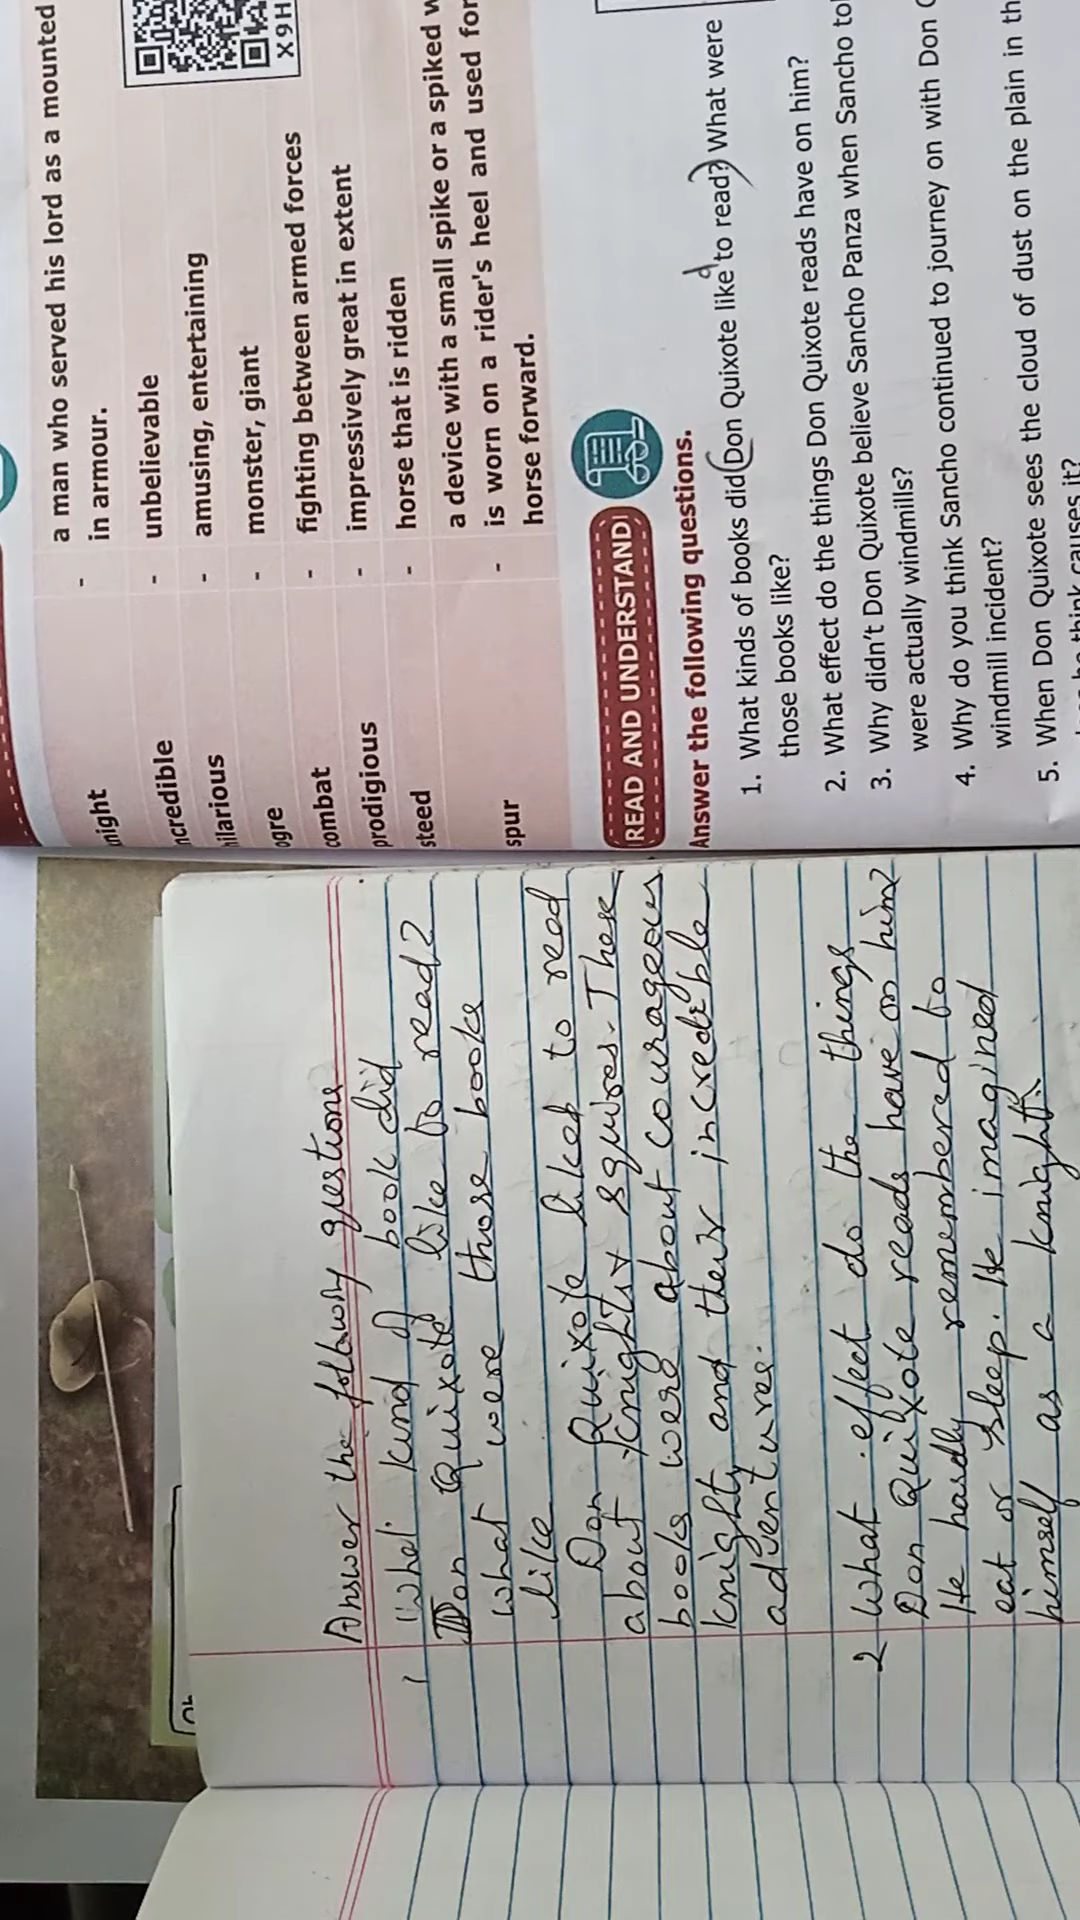 a man who served his lord as a mounted
night - in armour.
ncredible - unbelievable
ilarious - amusing, entertaining
ogre - monster, giant
combat - fighting between armed forces
prodigious - impressively great in extent
steed - horse that is ridden
a device with a small spike or a spiked
spur - is worn on a rider's heel and used for
horse forward.
X9H
READ AND UNDERSTAND
Answer the following questions.
1. What kinds of books did Don Quixote like to read? What were
d
those books like?
2. What effect do the things Don Quixote reads have on him?
3. Why didn't Don Quixote believe Sancho Panza when Sancho to
were actually windmills?
4. Why do you think Sancho continued to journey on with Don
windmill incident?
5. When Don Quixote sees the cloud of dust on the plain in th
he think causes it?
Answer the followiy questions
1 What kind of book did
Don Quixote like to read?
What were those books
like
Don Quixote liked to read
about knights & squires. These
books were about courageous
knights and their incredible
adventures.
2 What effect do the things
Don Quixote reads have on him?
He hardly remembered to
eat or sleep. He imagined
himself as a knight.